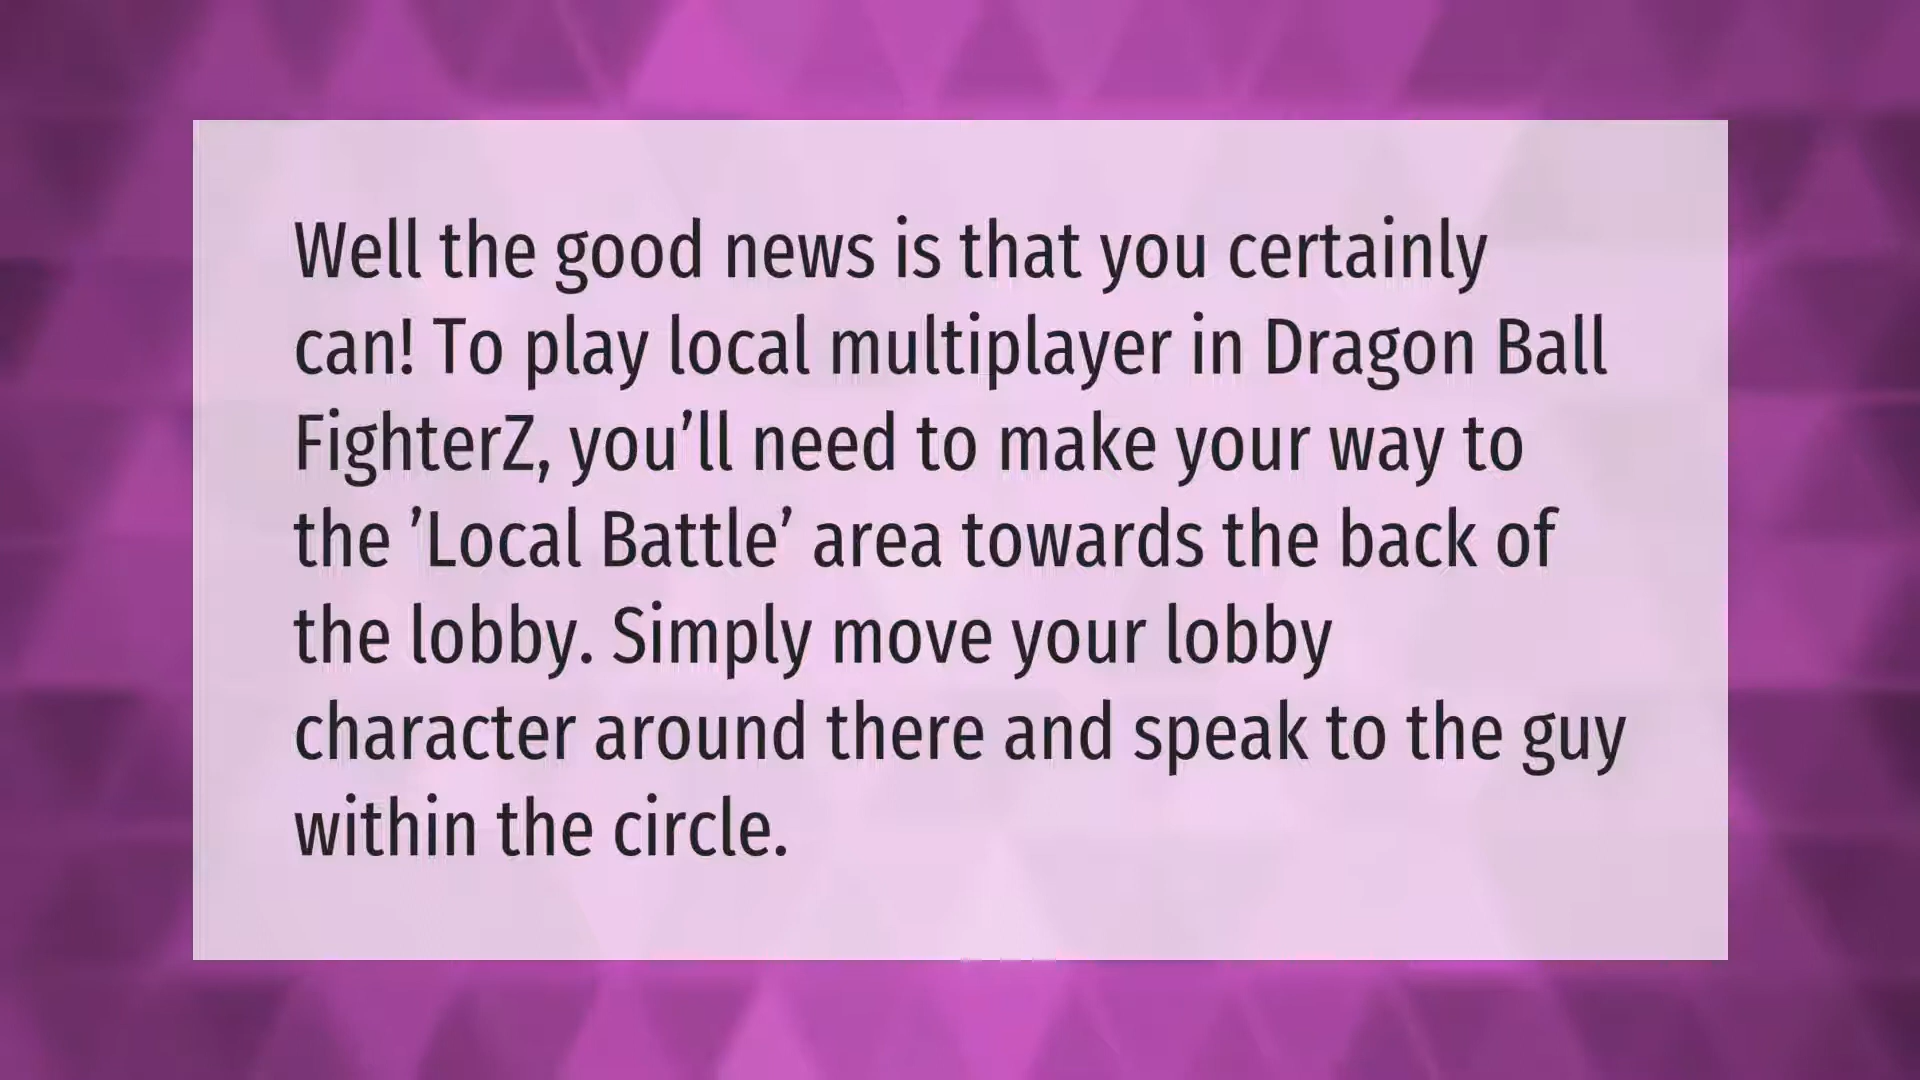 Well the good news is that you certainly
can! To play local multiplayer in Dragon Ball
FighterZ, you’ll need to make your way to
the ’Local Battle’ area towards the back of
the lobby. Simply move your lobby
character around there and speak to the guy
within the circle.